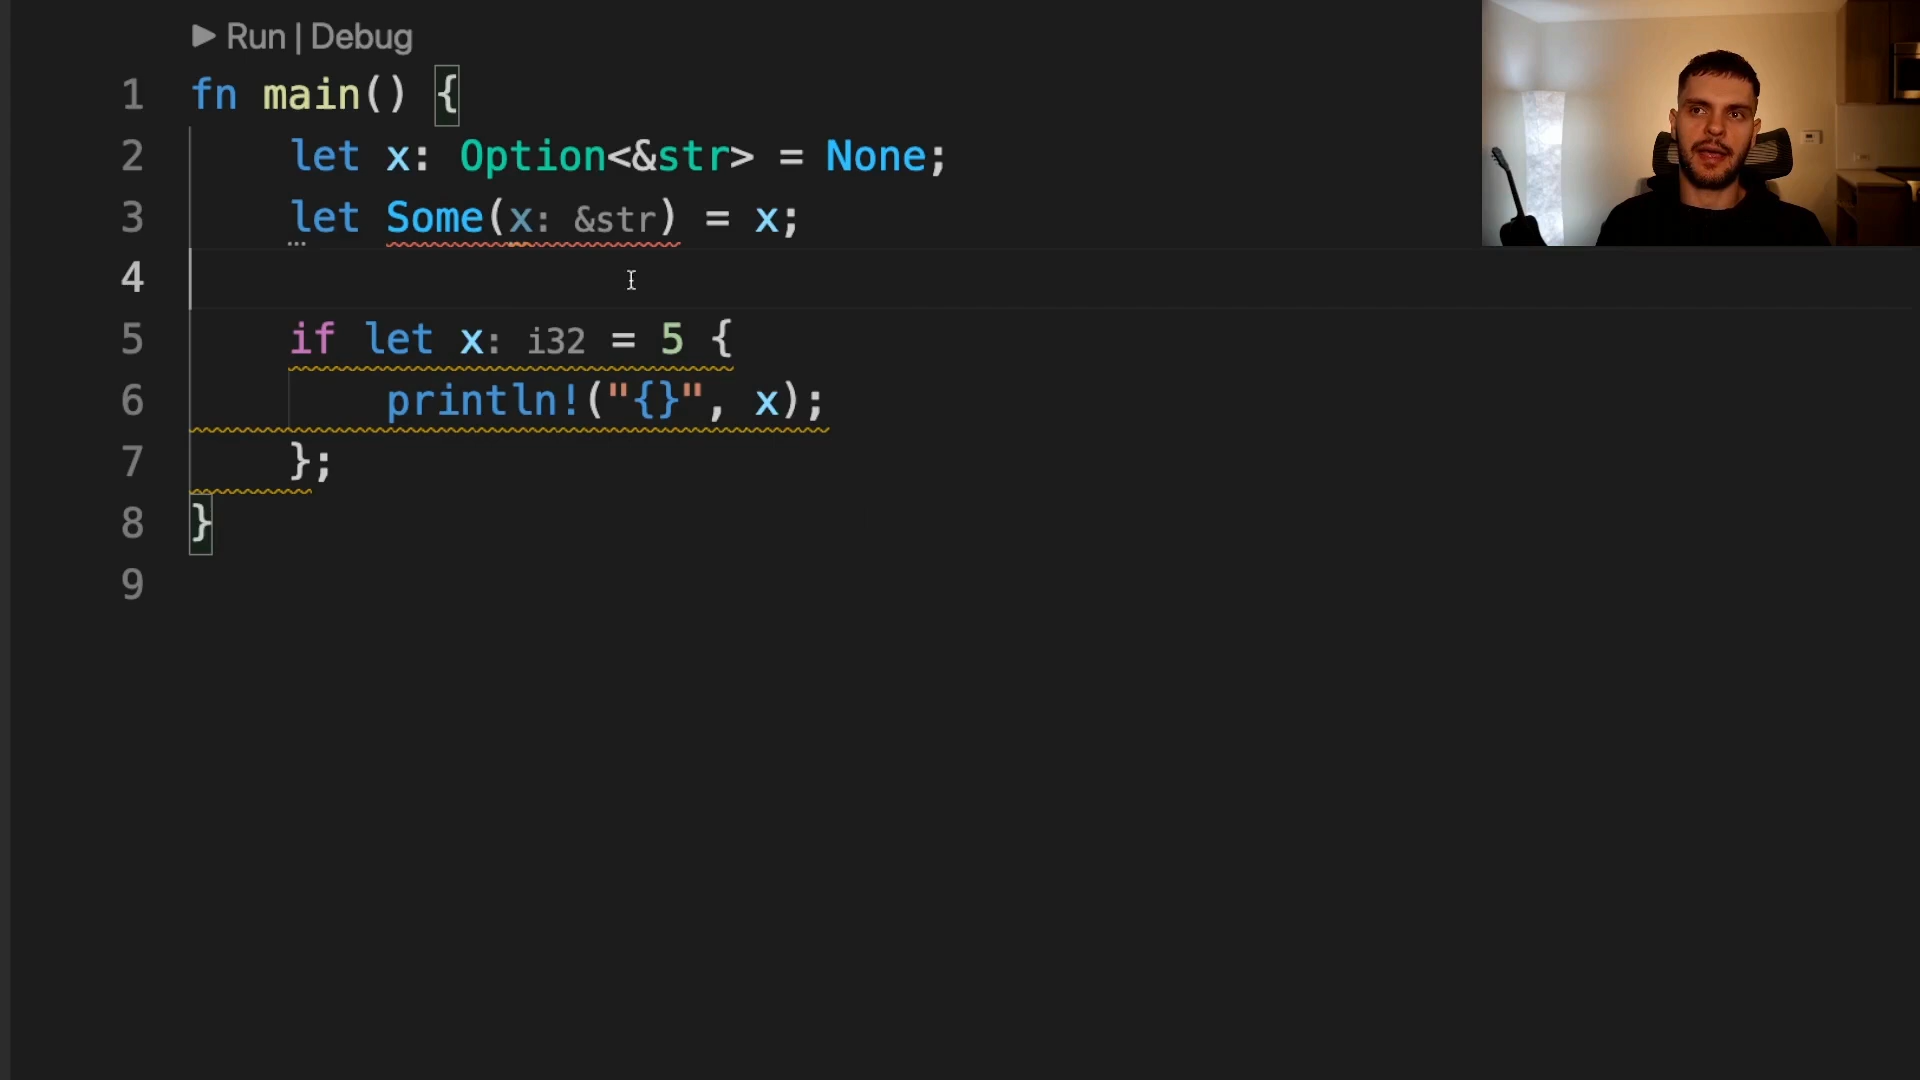 ▶ Run | Debug
1 fn main() {
2     let x: Option<&str> = None;
3     let Some(x: &str) = x;
4
5     if let x: i32 = 5 {
6         println!("{}", x);
7     };
8 }
9